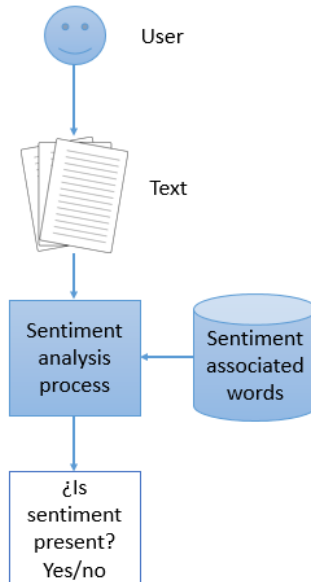 User
Text
Sentiment
analysis
process
Sentiment
associated
words
¿Is
sentiment
present?
Yes/no